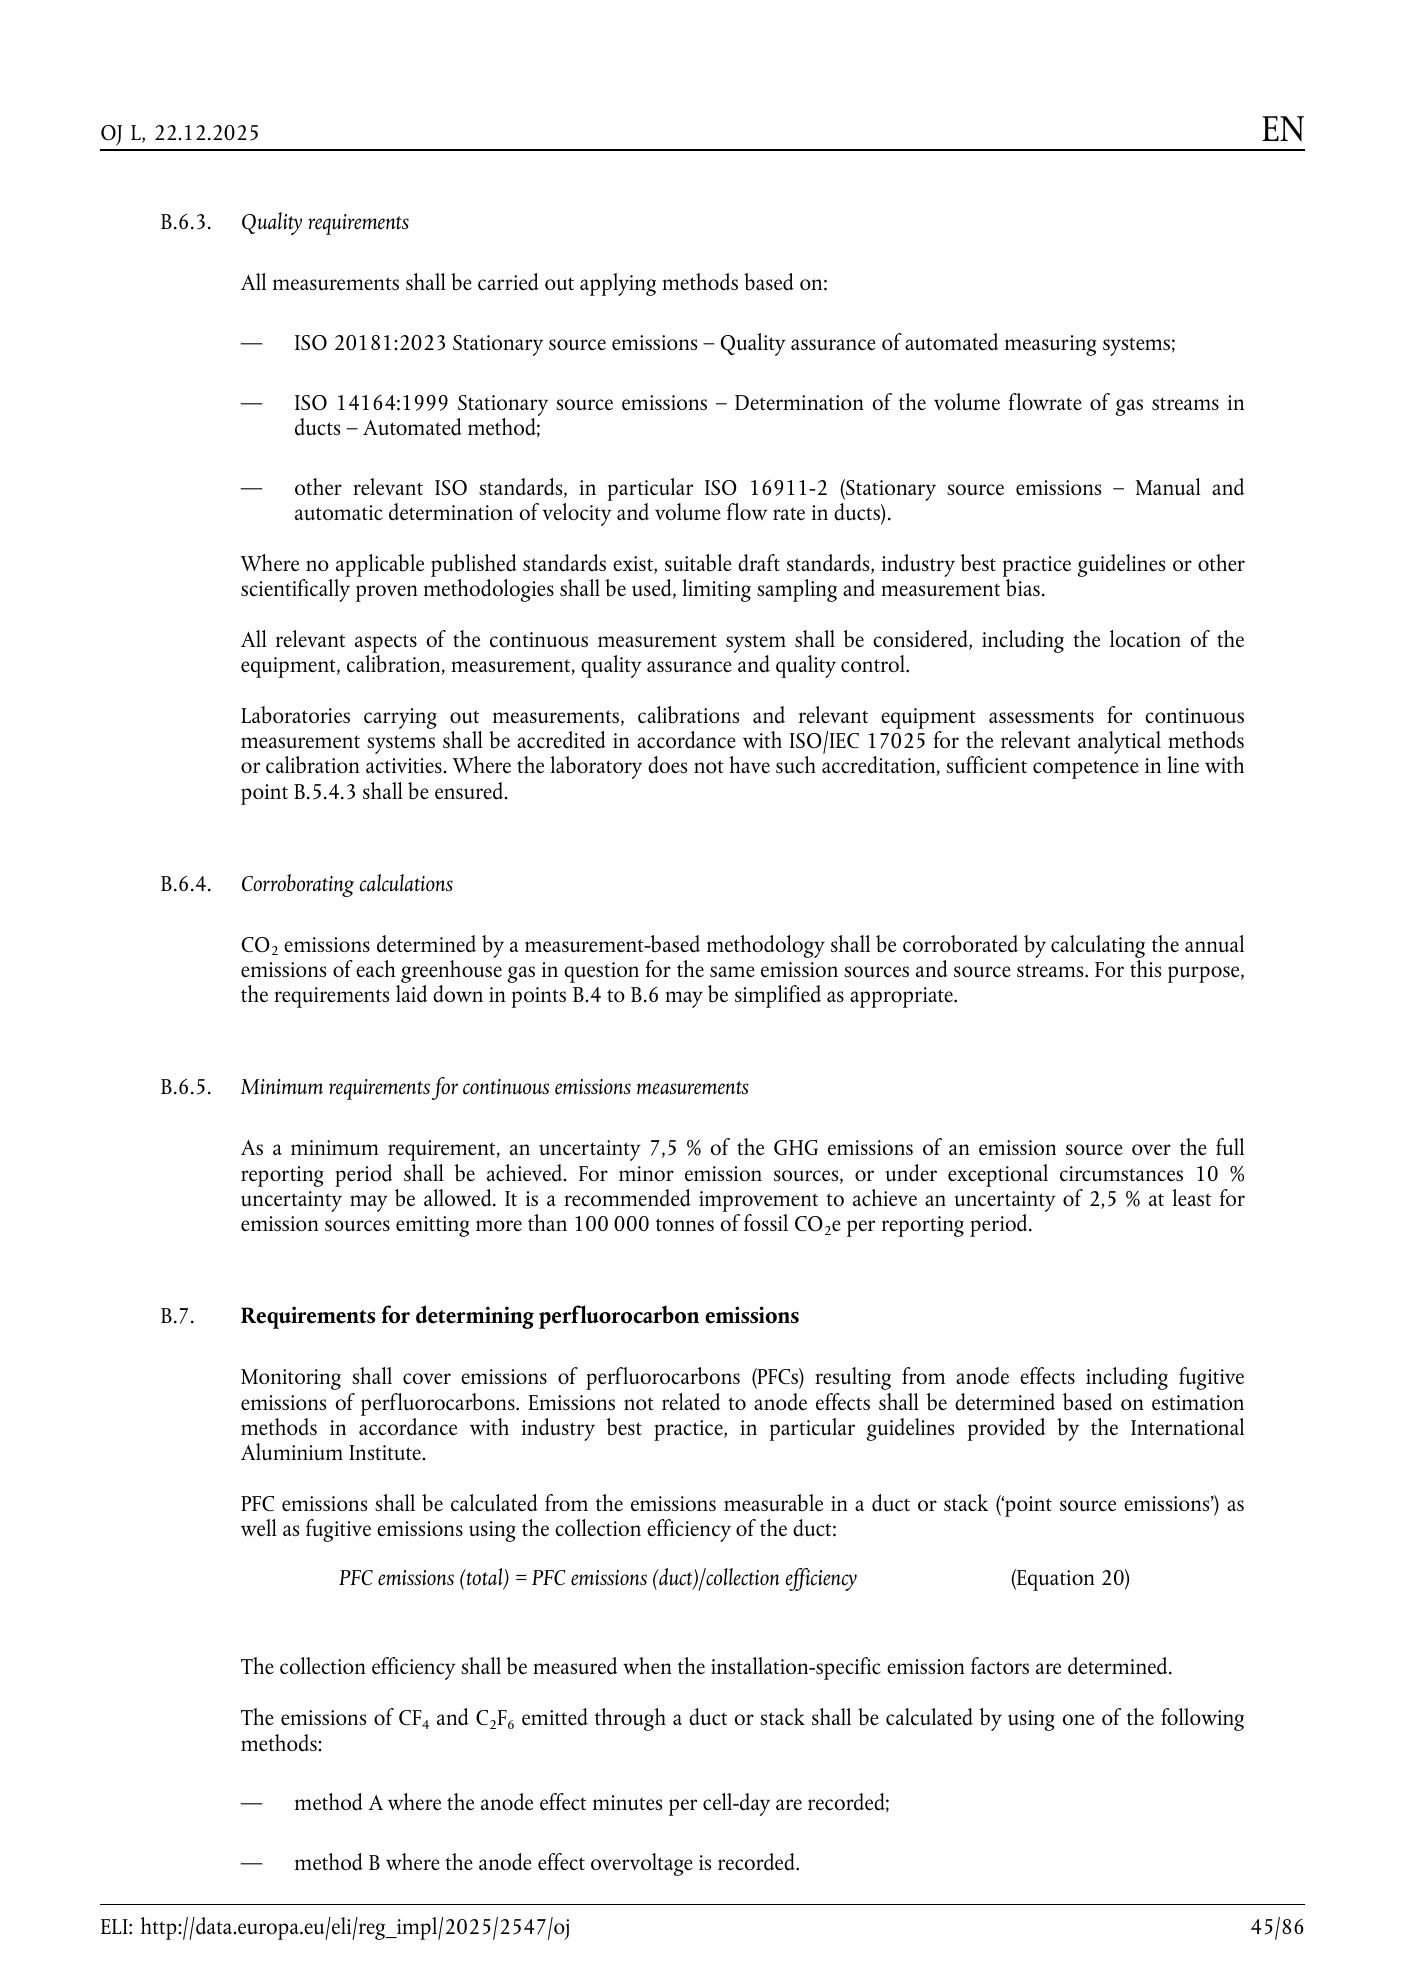 OJ L, 22.12.2025
EN
B.6.3. Quality requirements
All measurements shall be carried out applying methods based on:
— ISO 20181:2023 Stationary source emissions – Quality assurance of automated measuring systems;
— ISO 14164:1999 Stationary source emissions – Determination of the volume flowrate of gas streams in
ducts – Automated method;
— other relevant ISO standards, in particular ISO 16911-2 (Stationary source emissions – Manual and
automatic determination of velocity and volume flow rate in ducts).
Where no applicable published standards exist, suitable draft standards, industry best practice guidelines or other
scientifically proven methodologies shall be used, limiting sampling and measurement bias.
All relevant aspects of the continuous measurement system shall be considered, including the location of the
equipment, calibration, measurement, quality assurance and quality control.
Laboratories carrying out measurements, calibrations and relevant equipment assessments for continuous
measurement systems shall be accredited in accordance with ISO/IEC 17025 for the relevant analytical methods
or calibration activities. Where the laboratory does not have such accreditation, sufficient competence in line with
point B.5.4.3 shall be ensured.
B.6.4. Corroborating calculations
CO₂ emissions determined by a measurement-based methodology shall be corroborated by calculating the annual
emissions of each greenhouse gas in question for the same emission sources and source streams. For this purpose,
the requirements laid down in points B.4 to B.6 may be simplified as appropriate.
B.6.5. Minimum requirements for continuous emissions measurements
As a minimum requirement, an uncertainty 7,5 % of the GHG emissions of an emission source over the full
reporting period shall be achieved. For minor emission sources, or under exceptional circumstances 10 %
uncertainty may be allowed. It is a recommended improvement to achieve an uncertainty of 2,5 % at least for
emission sources emitting more than 100 000 tonnes of fossil CO₂e per reporting period.
B.7. Requirements for determining perfluorocarbon emissions
Monitoring shall cover emissions of perfluorocarbons (PFCs) resulting from anode effects including fugitive
emissions of perfluorocarbons. Emissions not related to anode effects shall be determined based on estimation
methods in accordance with industry best practice, in particular guidelines provided by the International
Aluminium Institute.
PFC emissions shall be calculated from the emissions measurable in a duct or stack (‘point source emissions’) as
well as fugitive emissions using the collection efficiency of the duct:
PFC emissions (total) = PFC emissions (duct)/collection efficiency (Equation 20)
The collection efficiency shall be measured when the installation-specific emission factors are determined.
The emissions of CF₄ and C₂F₆ emitted through a duct or stack shall be calculated by using one of the following
methods:
— method A where the anode effect minutes per cell-day are recorded;
— method B where the anode effect overvoltage is recorded.
ELI: http://data.europa.eu/eli/reg_impl/2025/2547/oj
45/86